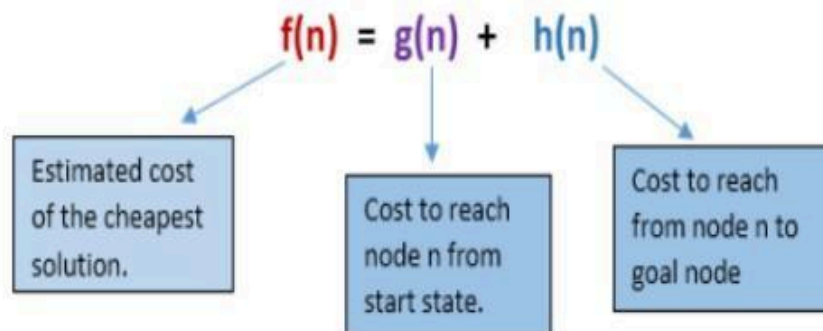 f(n) = g(n) + h(n)
Estimated cost
of the cheapest
solution.
Cost to reach
node n from
start state.
Cost to reach
from node n to
goal node